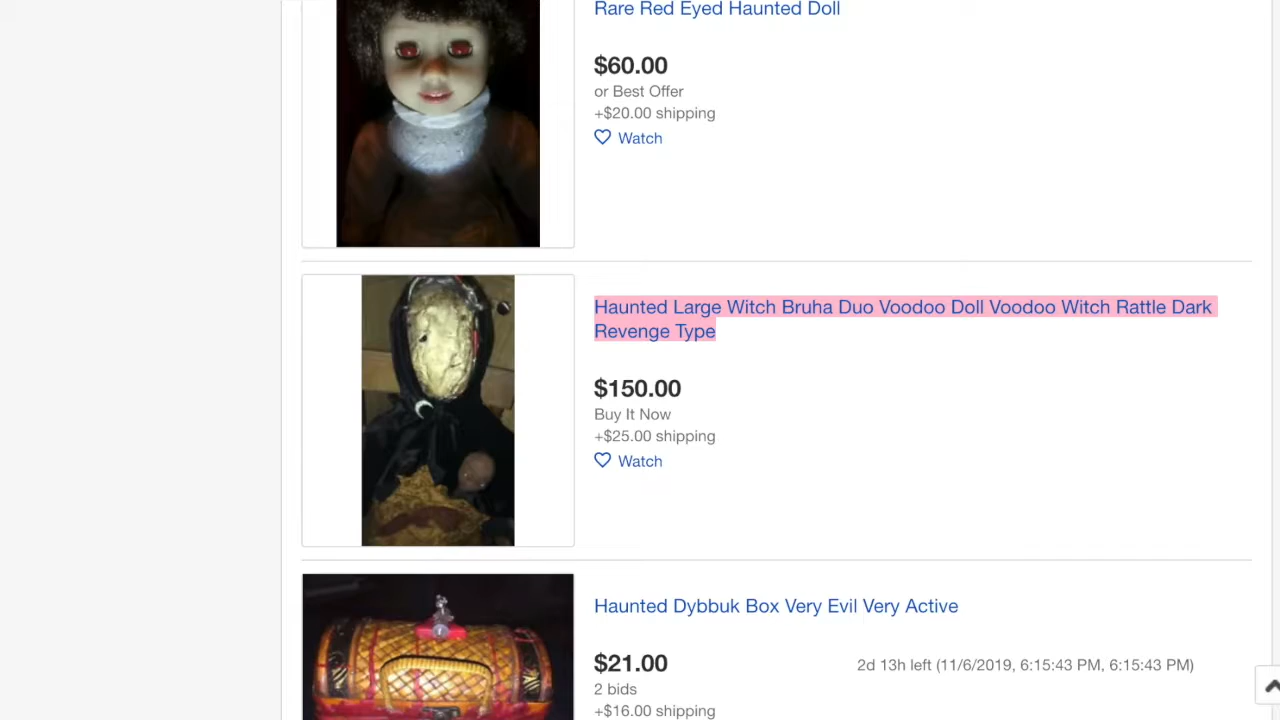 Rare Red Eyed Haunted Doll
$60.00
or Best Offer
+$20.00 shipping
Watch
Haunted Large Witch Bruha Duo Voodoo Doll Voodoo Witch Rattle Dark
Revenge Type
$150.00
Buy It Now
+$25.00 shipping
Watch
Haunted Dybbuk Box Very Evil Very Active
$21.00
2d 13h left (11/6/2019, 6:15:43 PM, 6:15:43 PM)
2 bids
+$16.00 shipping